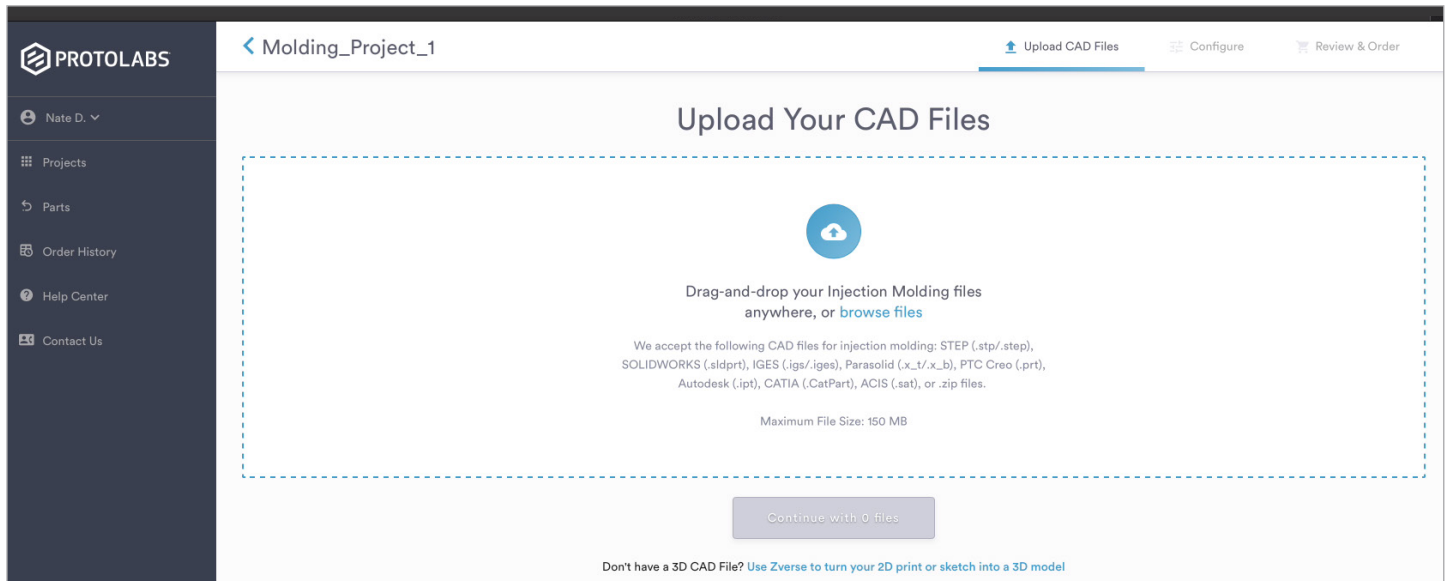 PROTOLABS
Nate D.
Projects
Parts
Order History
Help Center
Contact Us
Molding_Project_1
Upload CAD Files
Configure
Review & Order
Upload Your CAD Files
Drag-and-drop your Injection Molding files
anywhere, or browse files
We accept the following CAD files for injection molding: STEP (.stp/.step),
SOLIDWORKS (.sldprt), IGES (.igs/.iges), Parasolid (.x_t/.x_b), PTC Creo (.prt),
Autodesk (.ipt), CATIA (.CatPart), ACIS (.sat), or .zip files.
Maximum File Size: 150 MB
Continue with 0 files
Don't have a 3D CAD File? Use Zverse to turn your 2D print or sketch into a 3D model